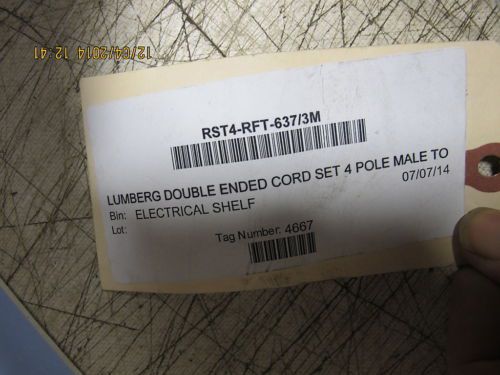 12/04/2014 12:41
RST4-RFT-637/3M
LUMBERG DOUBLE ENDED CORD SET 4 POLE MALE TO
Bin: ELECTRICAL SHELF
07/07/14
Lot:
Tag Number: 4667